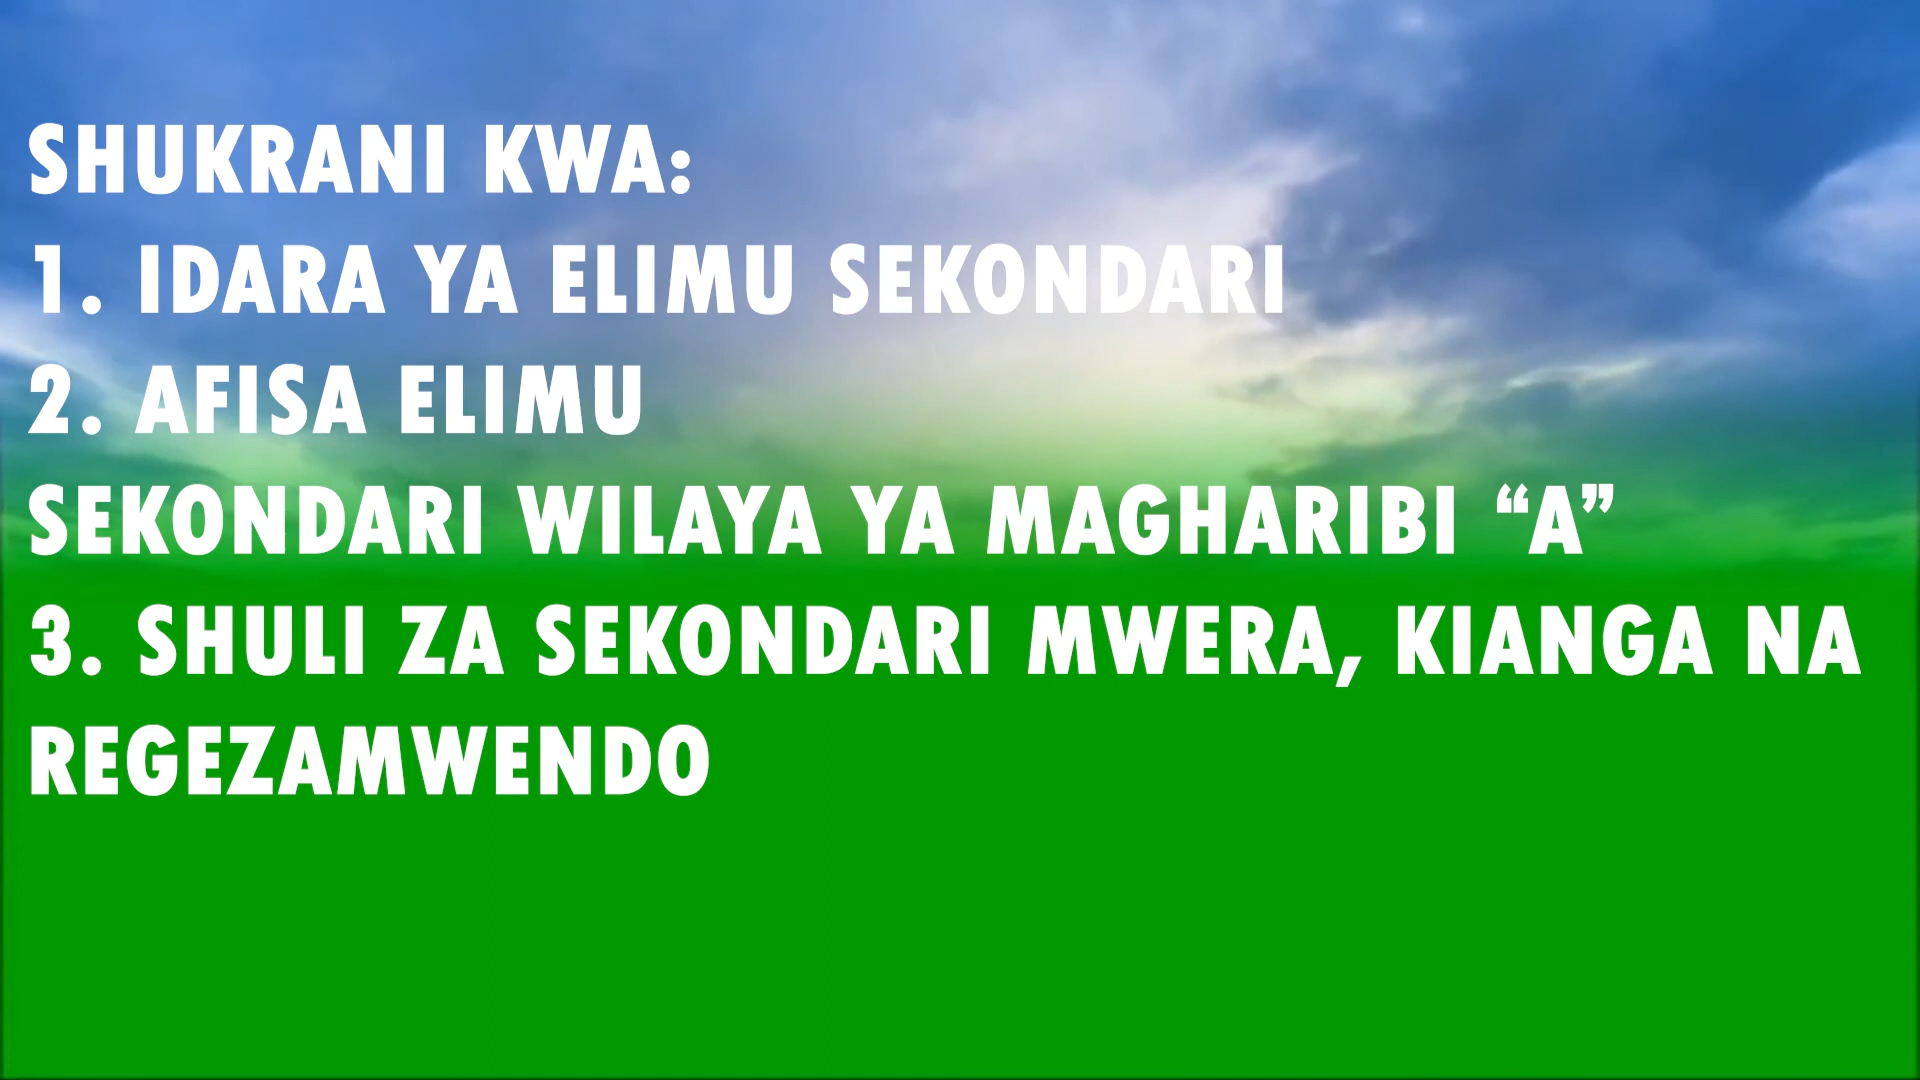 SHUKRANI KWA:
1. IDARA YA ELIMU SEKONDARI
2. AFISA ELIMU
SEKONDARI WILAYA YA MAGHARIBI “A”
3. SHULI ZA SEKONDARI MWERA, KIANGA NA
REGEZAMWENDO